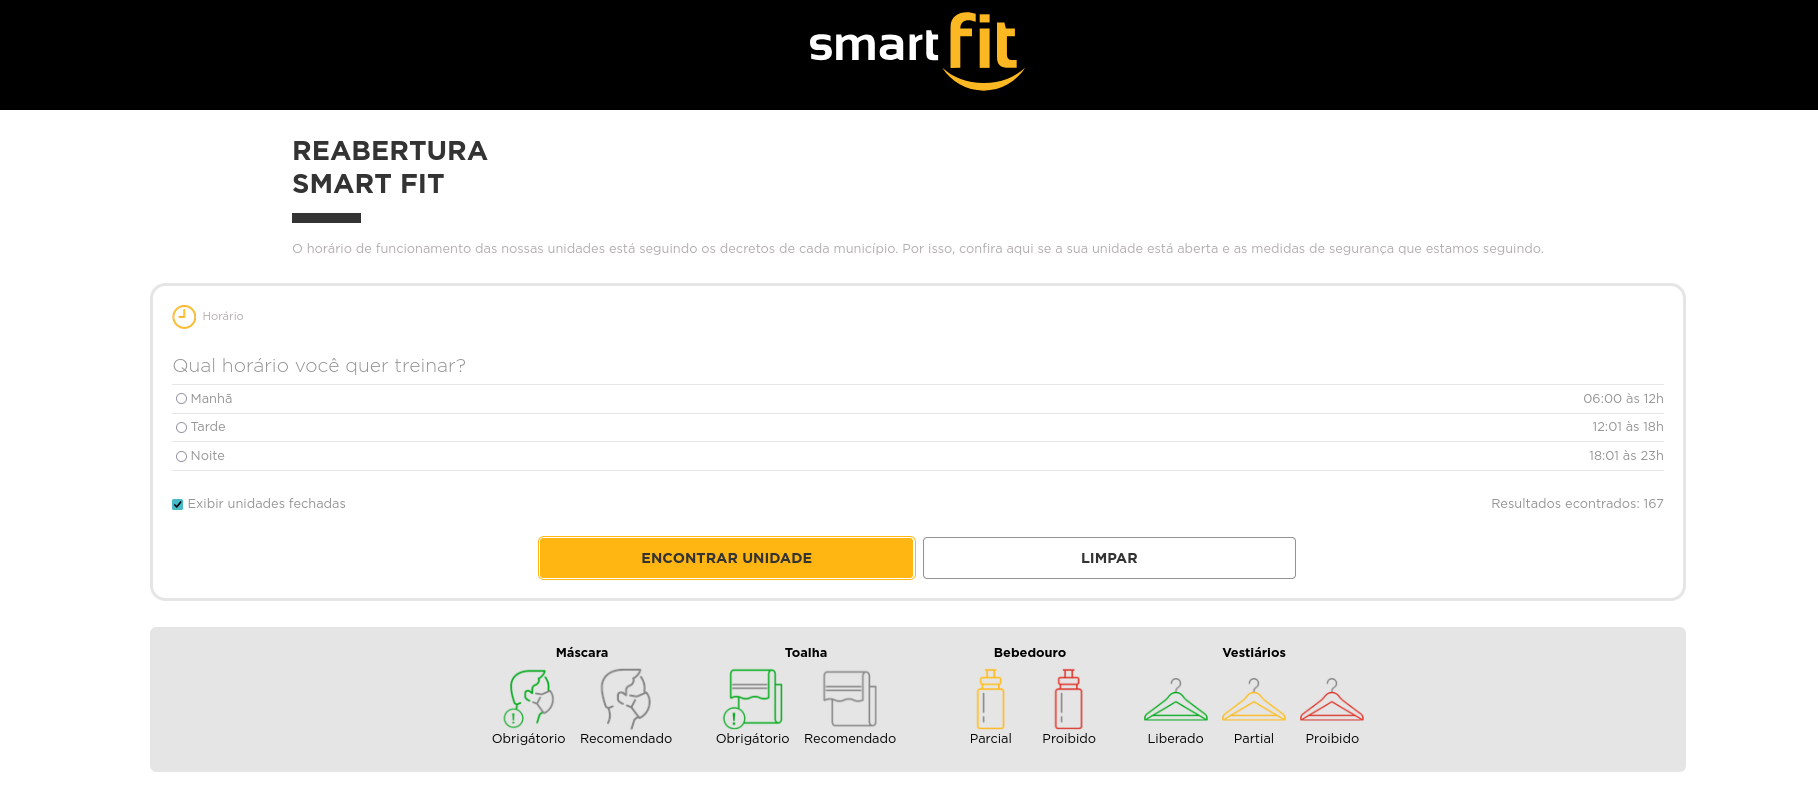 smart fit
REABERTURA
SMART FIT
O horário de funcionamento das nossas unidades está seguindo os decretos de cada município. Por isso, confira aqui se a sua unidade está aberta e as medidas de segurança que estamos seguindo.
Horário
Qual horário você quer treinar?
Manhã 06:00 às 12h
Tarde 12:01 às 18h
Noite 18:01 às 23h
Exibir unidades fechadas Resultados econtrados: 167
ENCONTRAR UNIDADE LIMPAR
Máscara Toalha Bebedouro Vestiários
Obrigátorio Recomendado Obrigátorio Recomendado Parcial Proibido Liberado Partial Proibido